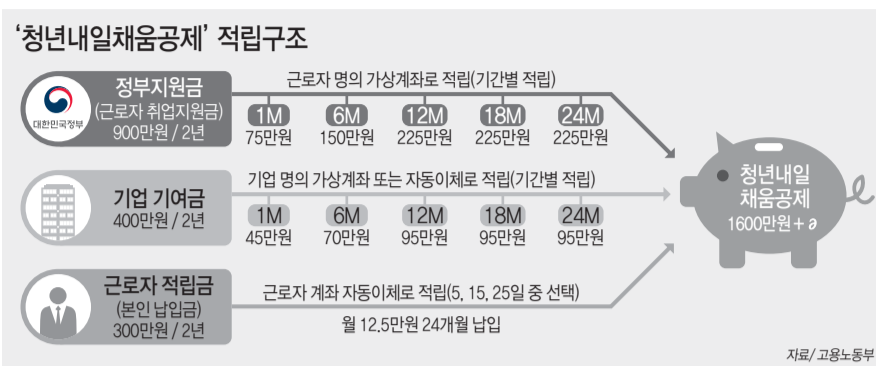 ‘청년내일채움공제’ 적립구조
대한민국정부
정부지원금
(근로자 취업지원금)
900만원 / 2년
근로자 명의 가상계좌로 적립(기간별 적립)
1M 6M 12M 18M 24M
75만원 150만원 225만원 225만원 225만원
기업 기여금
400만원 / 2년
기업 명의 가상계좌 또는 자동이체로 적립(기간별 적립)
1M 6M 12M 18M 24M
45만원 70만원 95만원 95만원 95만원
근로자 적립금
(본인 납입금)
300만원 / 2년
근로자 계좌 자동이체로 적립(5, 15, 25일 중 선택)
월 12.5만원 24개월 납입
청년내일
채움공제
1600만원+∂
자료/ 고용노동부